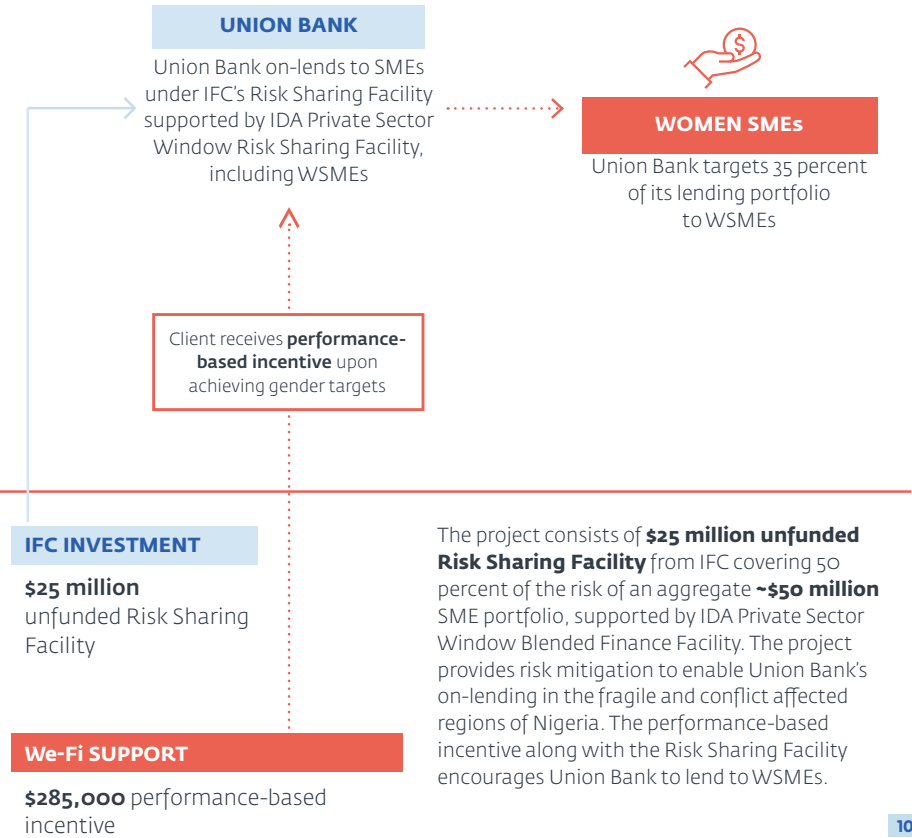 UNION BANK
Union Bank on-lends to SMEs
under IFC's Risk Sharing Facility
supported by IDA Private Sector
Window Risk Sharing Facility,
including WSMEs
$
WOMEN SMEs
Union Bank targets 35 percent
of its lending portfolio
to WSMEs
Client receives performance-
based incentive upon
achieving gender targets
IFC INVESTMENT
$25 million
unfunded Risk Sharing
Facility
We-Fi SUPPORT
$285,000 performance-based
incentive
The project consists of $25 million unfunded
Risk Sharing Facility from IFC covering 50
percent of the risk of an aggregate ~$50 million
SME portfolio, supported by IDA Private Sector
Window Blended Finance Facility. The project
provides risk mitigation to enable Union Bank's
on-lending in the fragile and conflict affected
regions of Nigeria. The performance-based
incentive along with the Risk Sharing Facility
encourages Union Bank to lend to WSMEs.
10